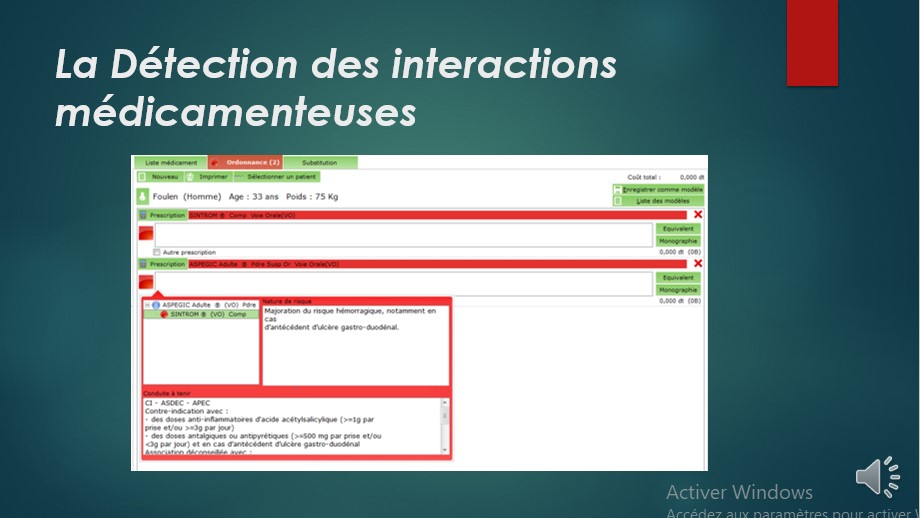 La Détection des interactions
médicamenteuses
Liste médicament Ordonnance (2) Substitution
Nouveau Imprimer Sélectionner un patient Coût total : 0,000 dt
Enregistrer comme modèle
Foulen (Homme) Age : 33 ans Poids : 75 Kg
Liste des modèles
Prescription SINTROM ® Comp Voie Orale(VO)
Equivalent
Monographie
Autre prescription 0,000 dt (0B)
Prescription ASPEGIC Adulte ® Pdre Susp Or Voie Orale(VO)
Equivalent
Monographie
0,000 dt (0B)
ASPEGIC Adulte ® (VO) Pdre
SINTROM ® (VO) Comp
Nature de risque
Majoration du risque hémorragique, notamment en
cas
d'antécédent d'ulcère gastro-duodénal.
Conduite à tenir
CI - ASDEC - APEC
Contre-indication avec :
- des doses anti-inflammatoires d'acide acétylsalicylique (>=1g par
prise et/ou >=3g par jour)
- des doses antalgiques ou antipyrétiques (>=500 mg par prise et/ou
<3g par jour) et en cas d'antécédent d'ulcère gastro-duodénal
Association déconseillée avec :
Activer Windows
Accédez aux paramètres pour activer